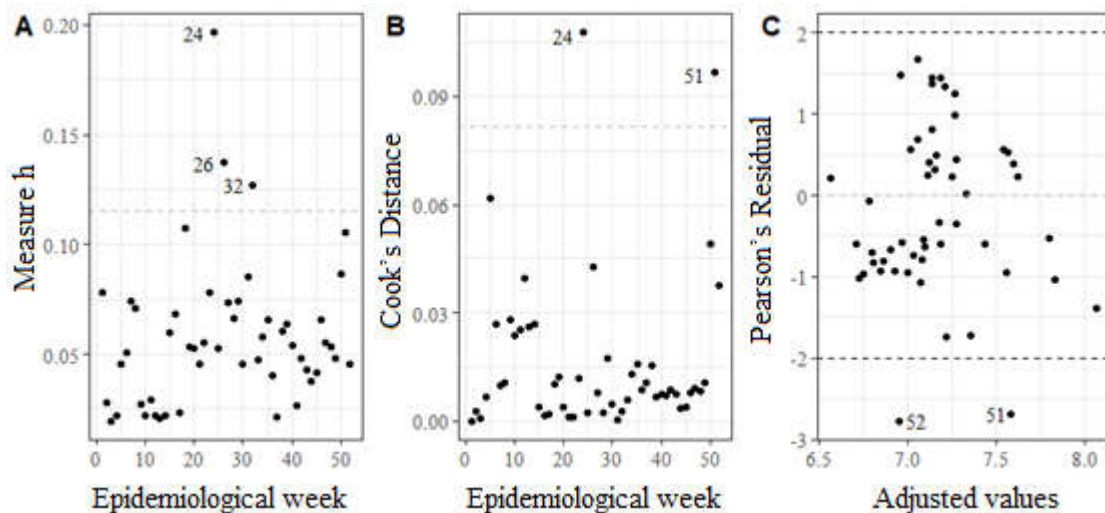 A
0.20
0.15
0.10
0.05
24
26
32
Measure h
0 10 20 30 40 50
Epidemiological week
B
0.09
0.06
0.03
0.00
24
51
Cook's Distance
0 10 20 30 40 50
Epidemiological week
C
2
1
0
-1
-2
-3
52
51
Pearson's Residual
6.5 7.0 7.5 8.0
Adjusted values